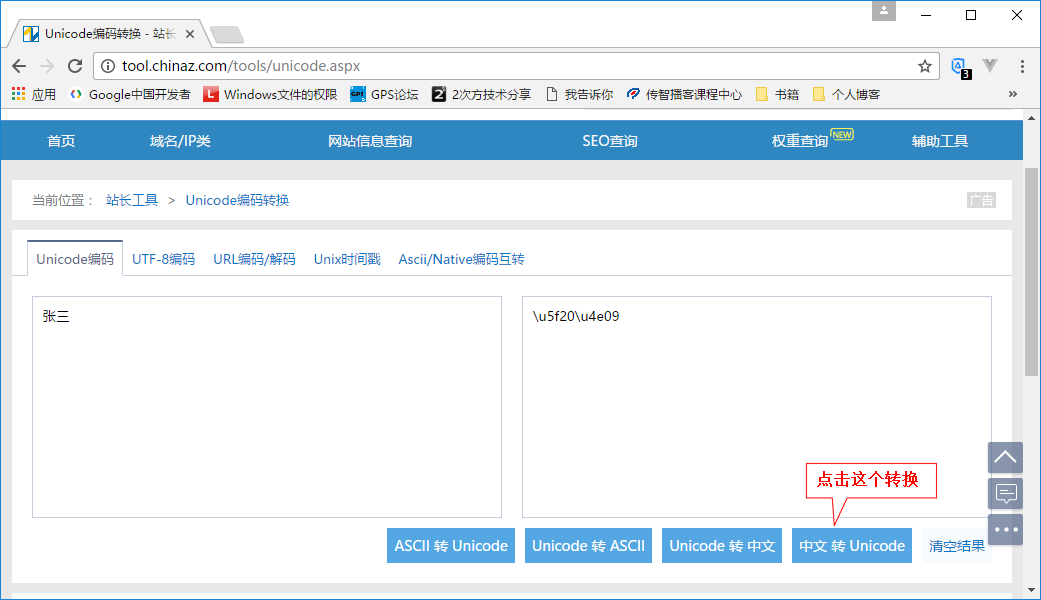 Unicode编码转换 - 站长
tool.chinaz.com/tools/unicode.aspx
3
应用 Google中国开发者 L Windows文件的权限 GPS GPS论坛 2 2次方技术分享 我告诉你 传智播客课程中心 书籍 个人博客 »
首页 域名/IP类 网站信息查询 SEO查询 权重查询 NEW 辅助工具
当前位置： 站长工具 > Unicode编码转换 广告
Unicode编码 UTF-8编码 URL编码/解码 Unix时间戳 Ascii/Native编码互转
张三 \u5f20\u4e09
点击这个转换
ASCII 转 Unicode Unicode 转 ASCII Unicode 转 中文 中文 转 Unicode 清空结果